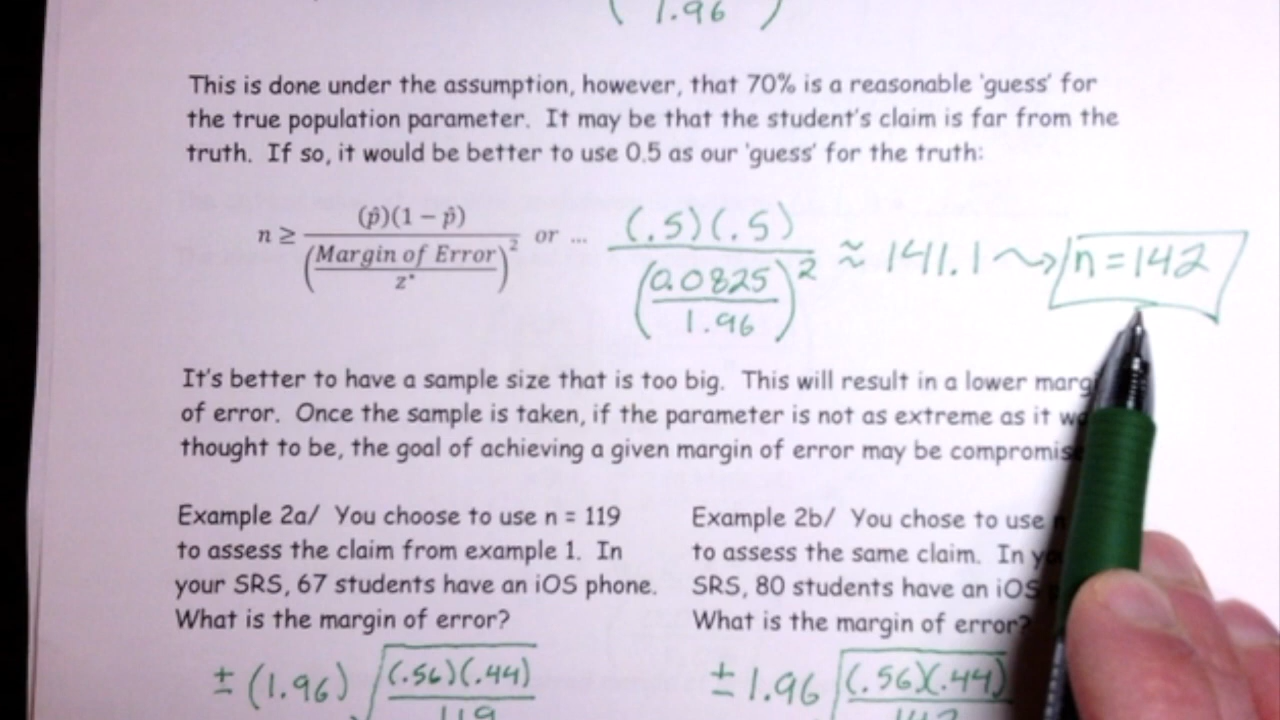 ( 1.96 )
This is done under the assumption, however, that 70% is a reasonable 'guess' for
the true population parameter. It may be that the student's claim is far from the
truth. If so, it would be better to use 0.5 as our 'guess' for the truth:
n ≥ (p̂)(1 − p̂) / (Margin of Error / z*)² or ... (.5)(.5) / (0.0825 / 1.96)² ≈ 141.1 ⇝ n = 142
It's better to have a sample size that is too big. This will result in a lower
of error. Once the sample is taken, if the parameter is not as extreme as it
thought to be, the goal of achieving a given margin of error may be
Example 2a/ You choose to use n = 119
to assess the claim from example 1. In
your SRS, 67 students have an iOS phone.
What is the margin of error?
± (1.96) √(.56)(.44) / 119
Example 2b/ You chose to use n
to assess the same claim. In
SRS, 80 students have an iOS
What is the margin of error?
± 1.96 √(.56)(.44) / 142